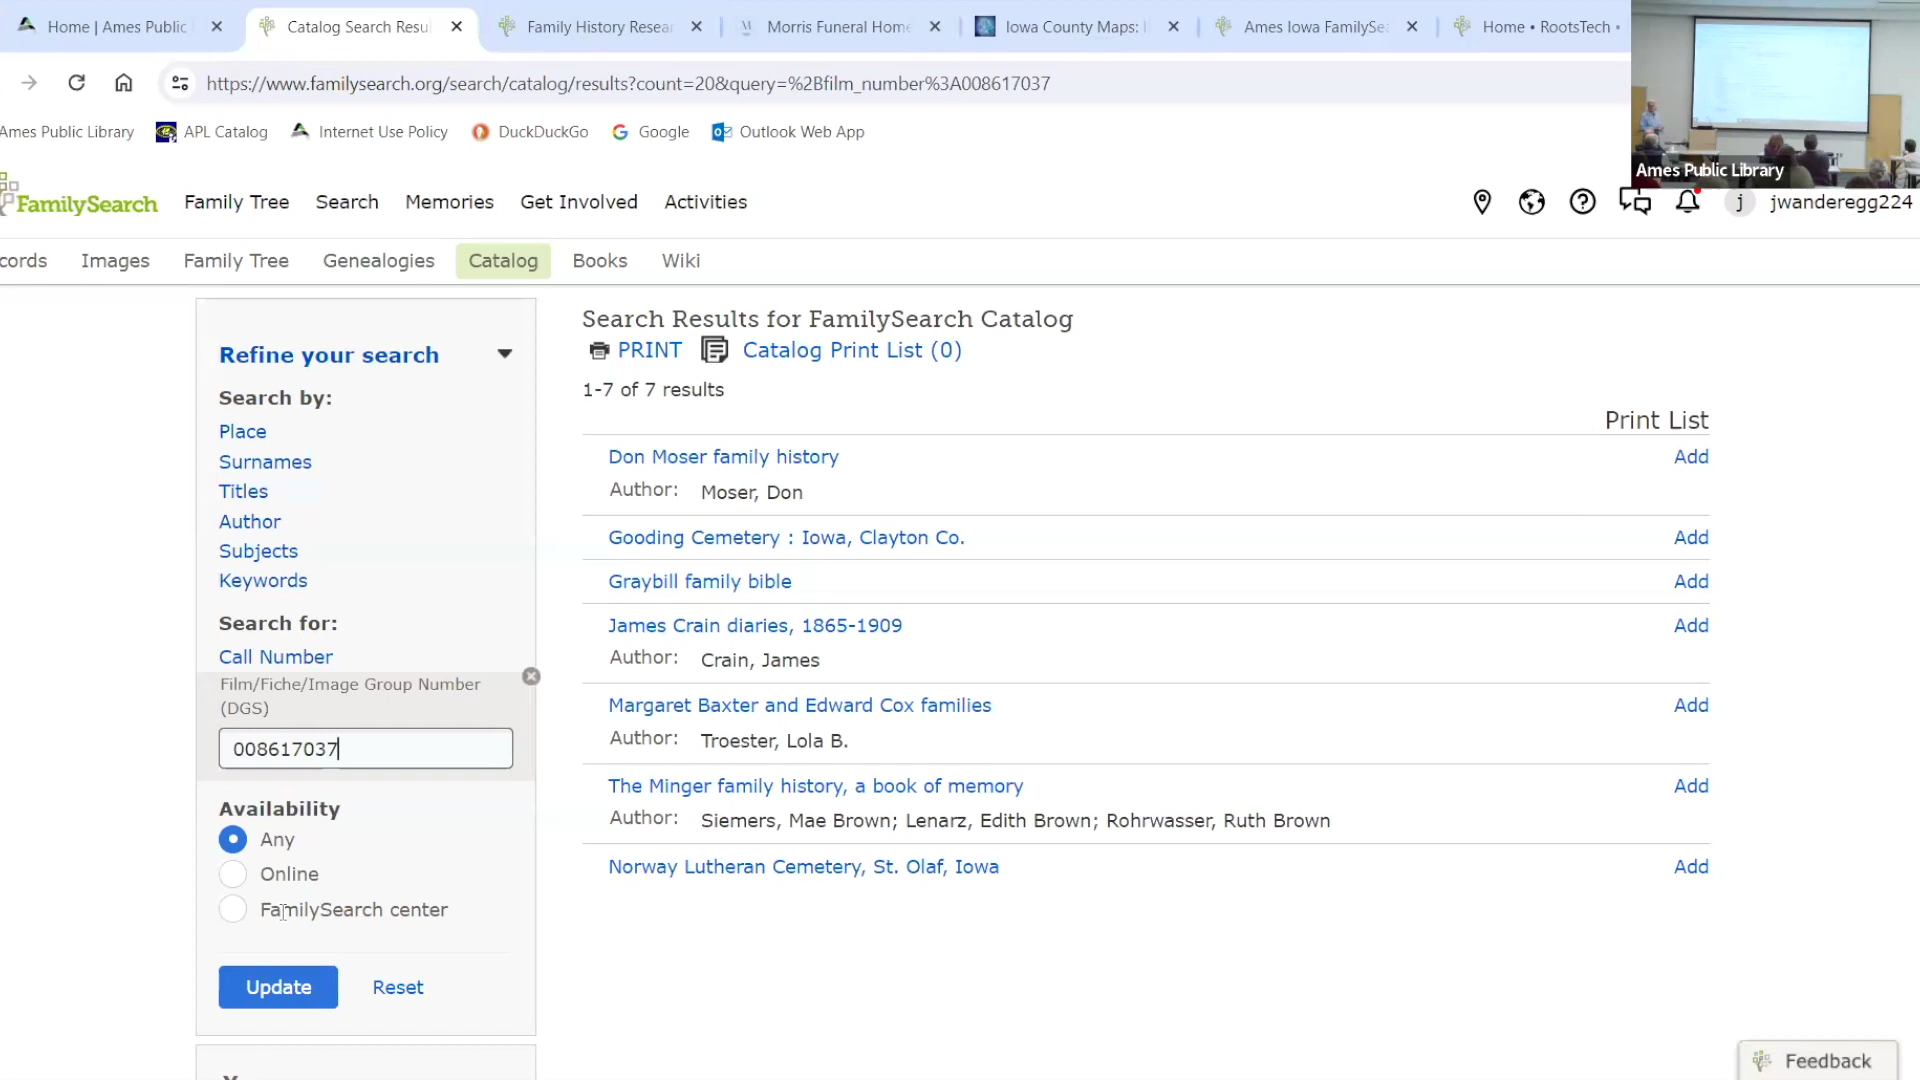 Home | Ames Public
Catalog Search Resu
Family History Resear
Morris Funeral Home
Iowa County Maps:
Ames Iowa FamilySea
Home • RootsTech •
https://www.familysearch.org/search/catalog/results?count=20&query=%2Bfilm_number%3A008617037
Ames Public Library
APL Catalog
Internet Use Policy
DuckDuckGo
Google
Outlook Web App
Ames Public Library
FamilySearch
Family Tree
Search
Memories
Get Involved
Activities
j
jwanderegg224
cords
Images
Family Tree
Genealogies
Catalog
Books
Wiki
Refine your search
Search by:
Place
Surnames
Titles
Author
Subjects
Keywords
Search for:
Call Number
Film/Fiche/Image Group Number
(DGS)
008617037
Availability
Any
Online
FamilySearch center
Update
Reset
Search Results for FamilySearch Catalog
PRINT
Catalog Print List (0)
1-7 of 7 results
Print List
Don Moser family history
Add
Author: Moser, Don
Gooding Cemetery : Iowa, Clayton Co.
Add
Graybill family bible
Add
James Crain diaries, 1865-1909
Add
Author: Crain, James
Margaret Baxter and Edward Cox families
Add
Author: Troester, Lola B.
The Minger family history, a book of memory
Add
Author: Siemers, Mae Brown; Lenarz, Edith Brown; Rohrwasser, Ruth Brown
Norway Lutheran Cemetery, St. Olaf, Iowa
Add
Feedback